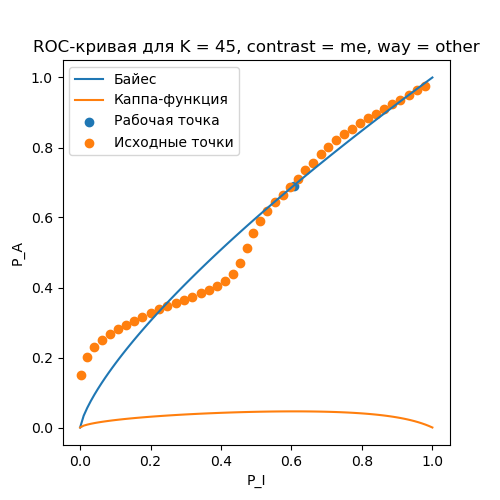 ROC-кривая для K = 45, contrast = me, way = other
Байес
Каппа-функция
Рабочая точка
Исходные точки
P_A
1.0
0.8
0.6
0.4
0.2
0.0
0.0 0.2 0.4 0.6 0.8 1.0
P_I